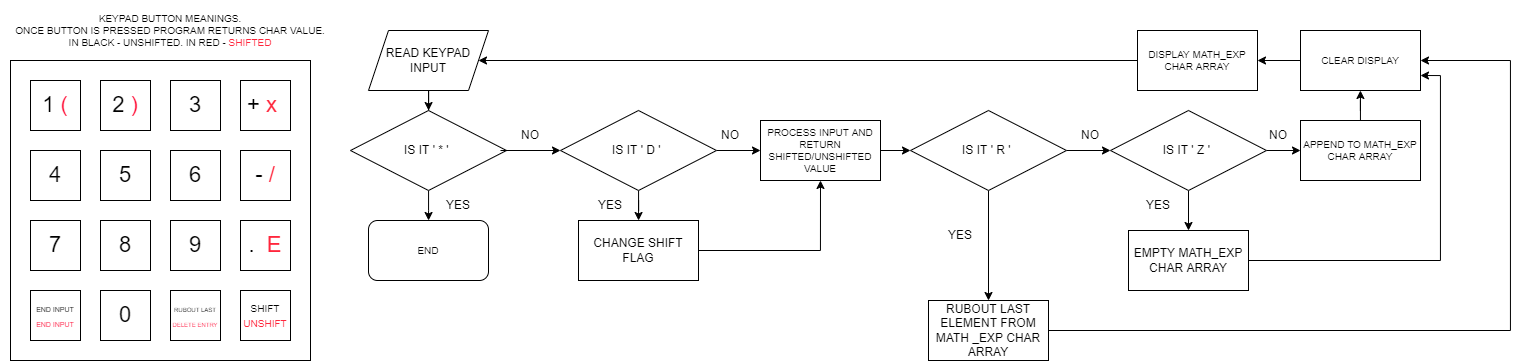 KEYPAD BUTTON MEANINGS.
ONCE BUTTON IS PRESSED PROGRAM RETURNS CHAR VALUE.
IN BLACK - UNSHIFTED. IN RED - SHIFTED
1 (
2 )
3
+ x
4
5
6
- /
7
8
9
. E
END INPUT
END INPUT
0
RUBOUT LAST
DELETE ENTRY
SHIFT
UNSHIFT
READ KEYPAD
INPUT
IS IT ' * '
NO
YES
END
IS IT ' D '
NO
YES
CHANGE SHIFT
FLAG
PROCESS INPUT AND
RETURN
SHIFTED/UNSHIFTED
VALUE
IS IT ' R '
NO
YES
RUBOUT LAST
ELEMENT FROM
MATH _EXP CHAR
ARRAY
IS IT ' Z '
NO
YES
EMPTY MATH_EXP
CHAR ARRAY
APPEND TO MATH_EXP
CHAR ARRAY
CLEAR DISPLAY
DISPLAY MATH_EXP
CHAR ARRAY